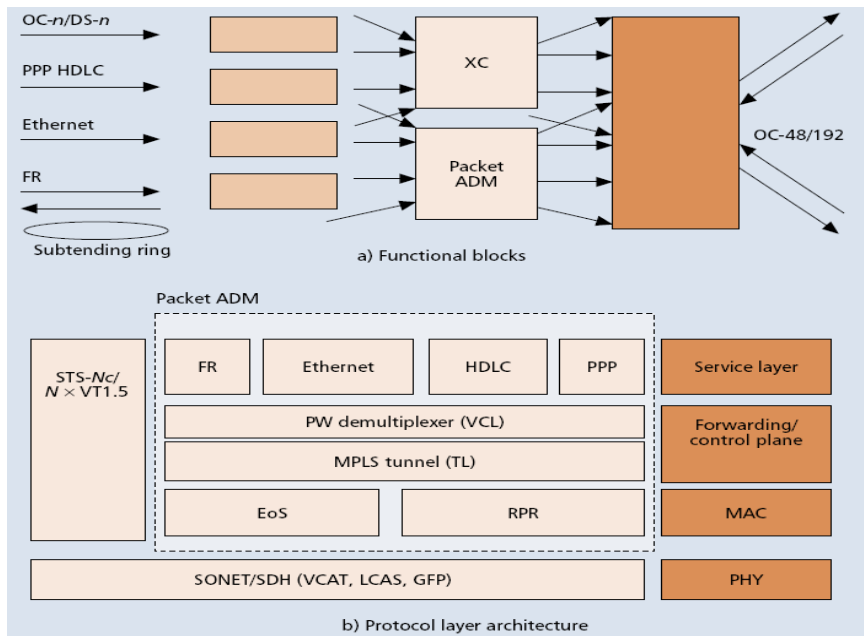 OC-n/DS-n
PPP HDLC
Ethernet
FR
Subtending ring
XC
Packet
ADM
OC-48/192
a) Functional blocks
Packet ADM
STS-Nc/
N × VT1.5
FR
Ethernet
HDLC
PPP
Service layer
PW demultiplexer (VCL)
MPLS tunnel (TL)
Forwarding/
control plane
EoS
RPR
MAC
SONET/SDH (VCAT, LCAS, GFP)
PHY
b) Protocol layer architecture